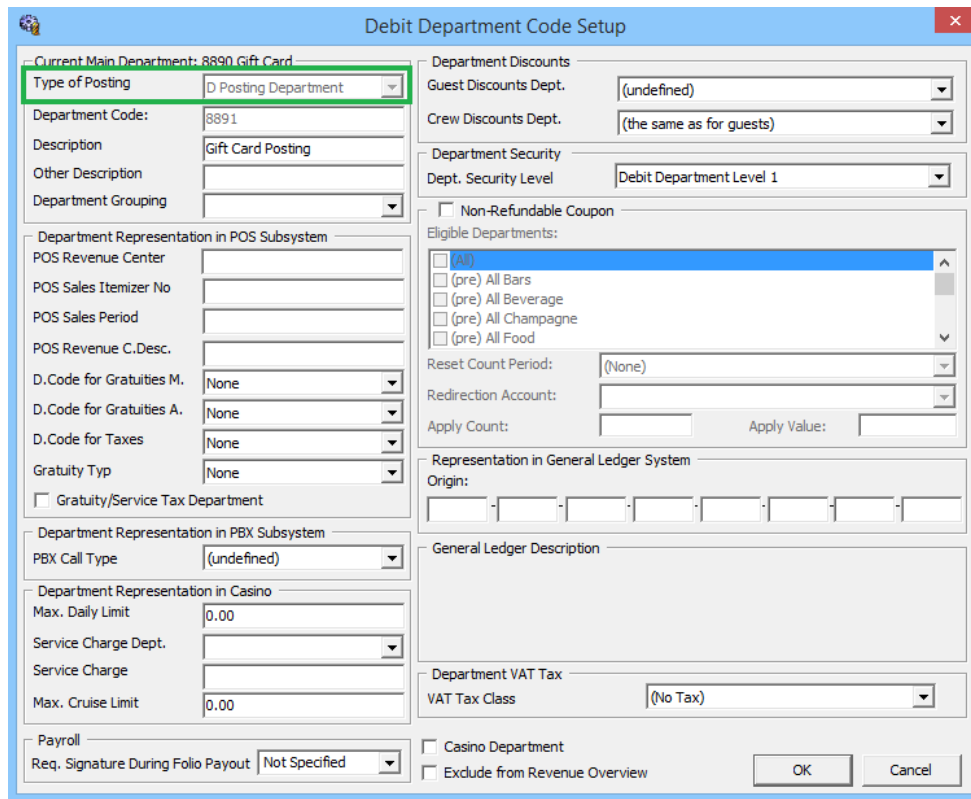 Debit Department Code Setup
Current Main Department: 8890 Gift Card
Type of Posting D Posting Department
Department Code: 8891
Description Gift Card Posting
Other Description
Department Grouping
Department Representation in POS Subsystem
POS Revenue Center
POS Sales Itemizer No
POS Sales Period
POS Revenue C.Desc.
D.Code for Gratuities M. None
D.Code for Gratuities A. None
D.Code for Taxes None
Gratuity Typ None
Gratuity/Service Tax Department
Department Representation in PBX Subsystem
PBX Call Type (undefined)
Department Representation in Casino
Max. Daily Limit 0.00
Service Charge Dept.
Service Charge
Max. Cruise Limit 0.00
Payroll
Req. Signature During Folio Payout Not Specified
Department Discounts
Guest Discounts Dept. (undefined)
Crew Discounts Dept. (the same as for guests)
Department Security
Dept. Security Level Debit Department Level 1
Non-Refundable Coupon
Eligible Departments:
(All)
(pre) All Bars
(pre) All Beverage
(pre) All Champagne
(pre) All Food
Reset Count Period: (None)
Redirection Account:
Apply Count: Apply Value:
Representation in General Ledger System
Origin:
- - - - - - -
General Ledger Description
Department VAT Tax
VAT Tax Class (No Tax)
Casino Department
Exclude from Revenue Overview
OK Cancel